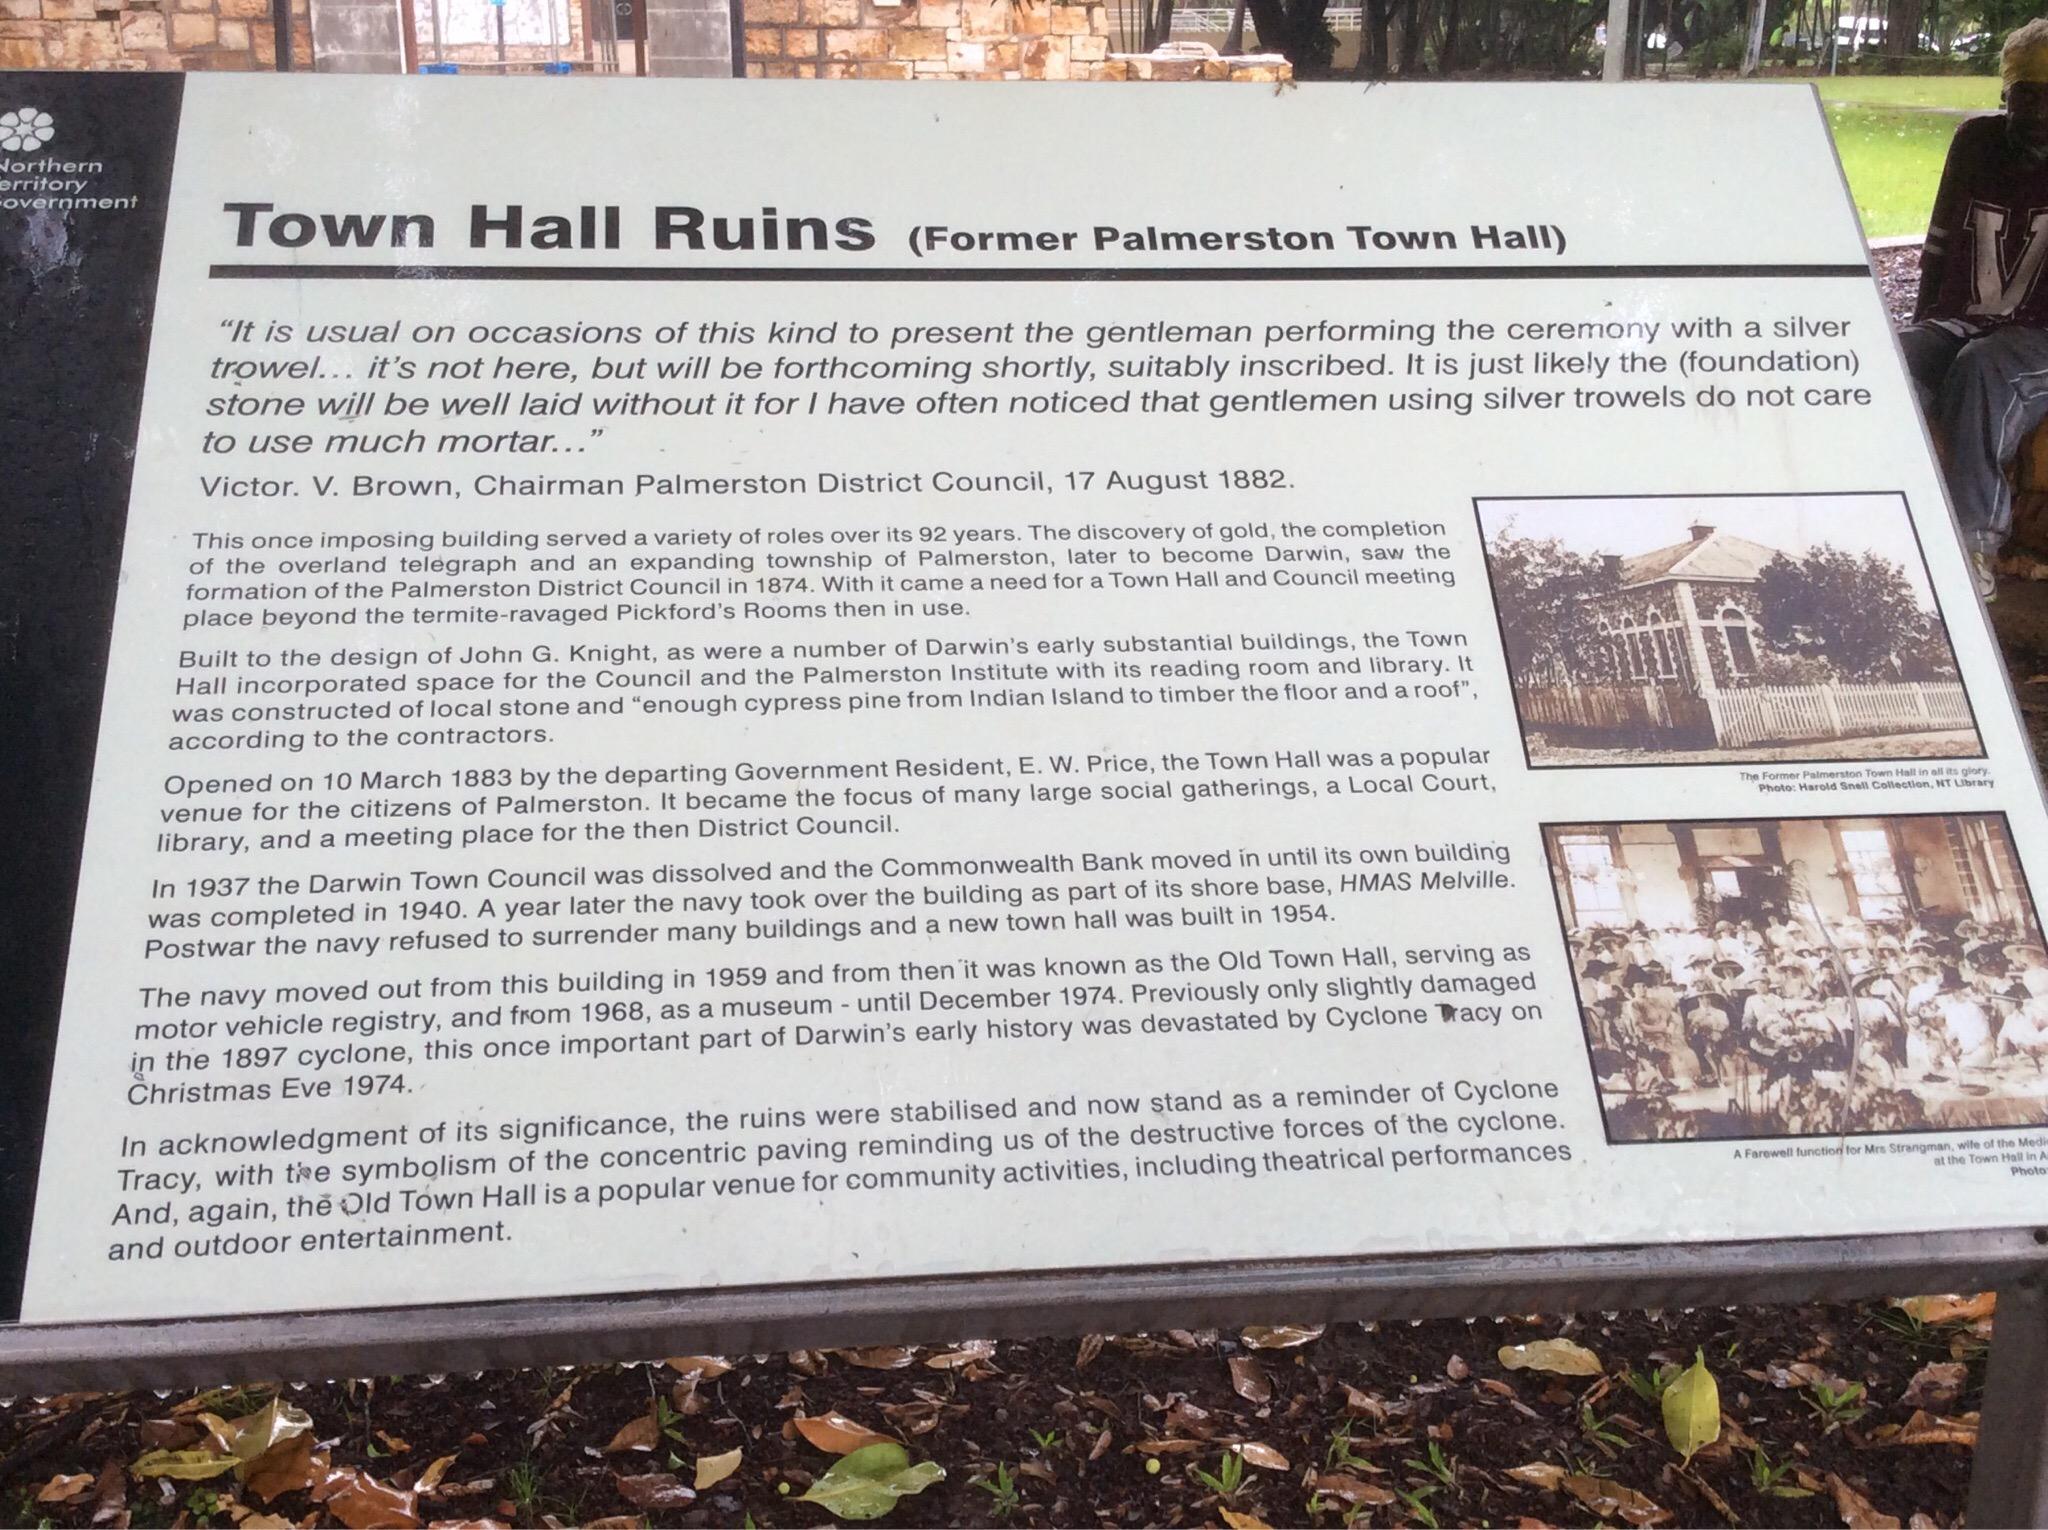 Northern
Territory
Government
Town Hall Ruins (Former Palmerston Town Hall)
“It is usual on occasions of this kind to present the gentleman performing the ceremony with a silver
trowel... it's not here, but will be forthcoming shortly, suitably inscribed. It is just likely the (foundation)
stone will be well laid without it for I have often noticed that gentlemen using silver trowels do not care
to use much mortar...”
Victor. V. Brown, Chairman Palmerston District Council, 17 August 1882.
This once imposing building served a variety of roles over its 92 years. The discovery of gold, the completion
of the overland telegraph and an expanding township of Palmerston, later to become Darwin, saw the
formation of the Palmerston District Council in 1874. With it came a need for a Town Hall and Council meeting
place beyond the termite-ravaged Pickford's Rooms then in use.
Built to the design of John G. Knight, as were a number of Darwin's early substantial buildings, the Town
Hall incorporated space for the Council and the Palmerston Institute with its reading room and library. It
was constructed of local stone and “enough cypress pine from Indian Island to timber the floor and a roof”,
according to the contractors.
Opened on 10 March 1883 by the departing Government Resident, E. W. Price, the Town Hall was a popular
venue for the citizens of Palmerston. It became the focus of many large social gatherings, a Local Court,
library, and a meeting place for the then District Council.
In 1937 the Darwin Town Council was dissolved and the Commonwealth Bank moved in until its own building
was completed in 1940. A year later the navy took over the building as part of its shore base, HMAS Melville.
Postwar the navy refused to surrender many buildings and a new town hall was built in 1954.
The navy moved out from this building in 1959 and from then it was known as the Old Town Hall, serving as
motor vehicle registry, and from 1968, as a museum - until December 1974. Previously only slightly damaged
in the 1897 cyclone, this once important part of Darwin's early history was devastated by Cyclone Tracy on
Christmas Eve 1974.
In acknowledgment of its significance, the ruins were stabilised and now stand as a reminder of Cyclone
Tracy, with the symbolism of the concentric paving reminding us of the destructive forces of the cyclone.
And, again, the Old Town Hall is a popular venue for community activities, including theatrical performances
and outdoor entertainment.
The Former Palmerston Town Hall in all its glory.
Photo: Harold Snell Collection, NT Library
A Farewell function for Mrs Strangman, wife of the Medi
at the Town Hall in A
Photo:
V